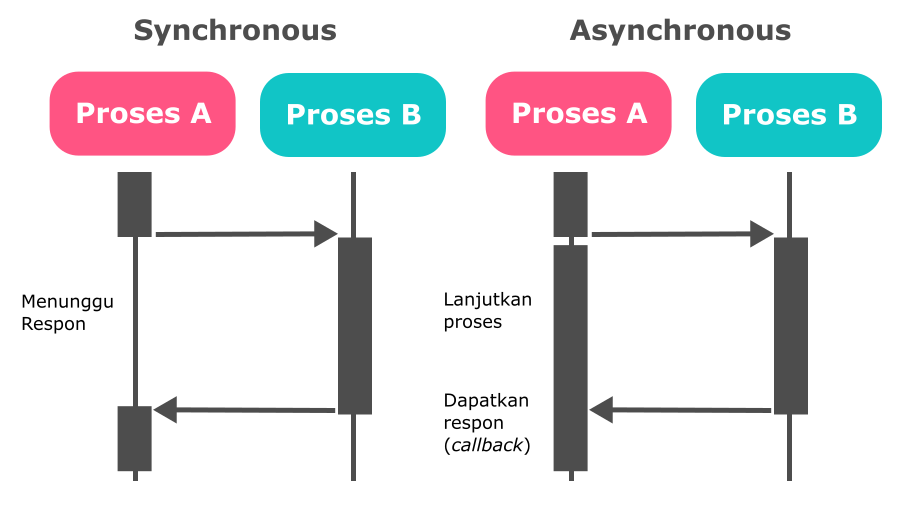 Synchronous
Asynchronous
Proses A
Proses B
Proses A
Proses B
Menunggu
Respon
Lanjutkan
proses
Dapatkan
respon
(callback)